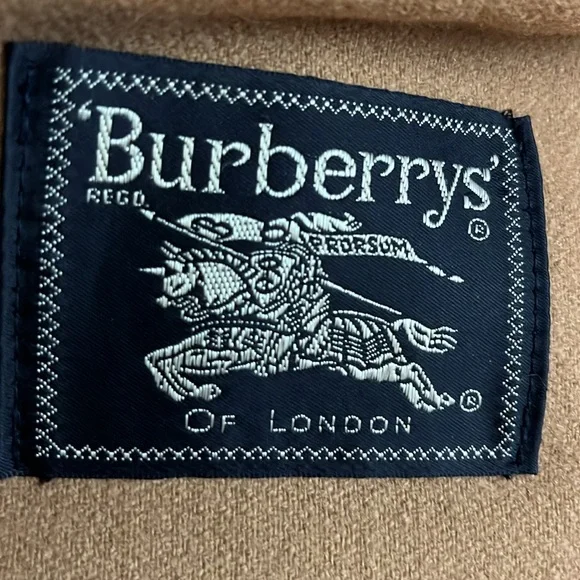 'Burberrys'
REGD.
®
PRORSUM
®
OF LONDON